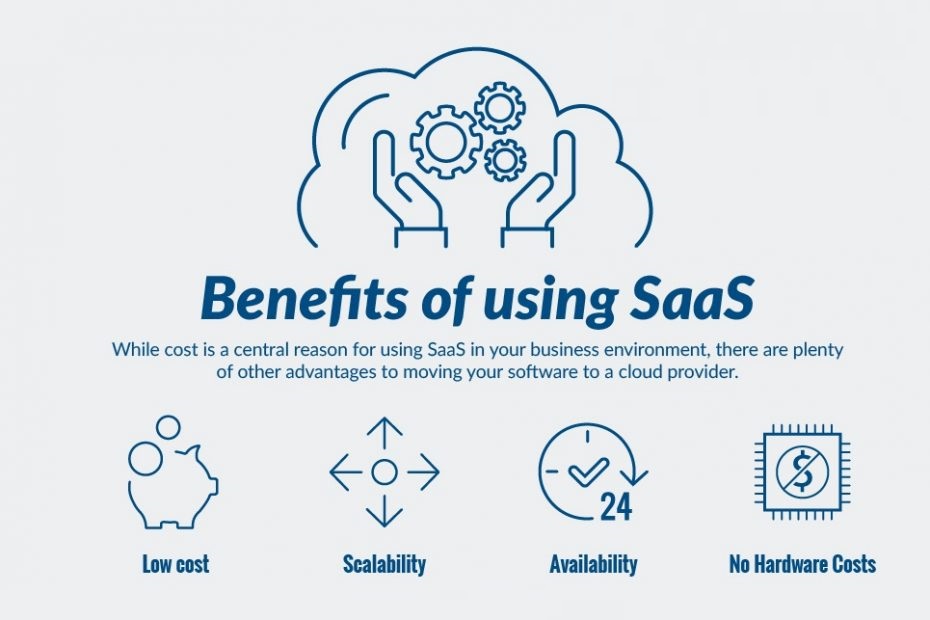 Benefits of using SaaS
While cost is a central reason for using SaaS in your business environment, there are plenty
of other advantages to moving your software to a cloud provider.
24
Low cost
Scalability
Availability
No Hardware Costs